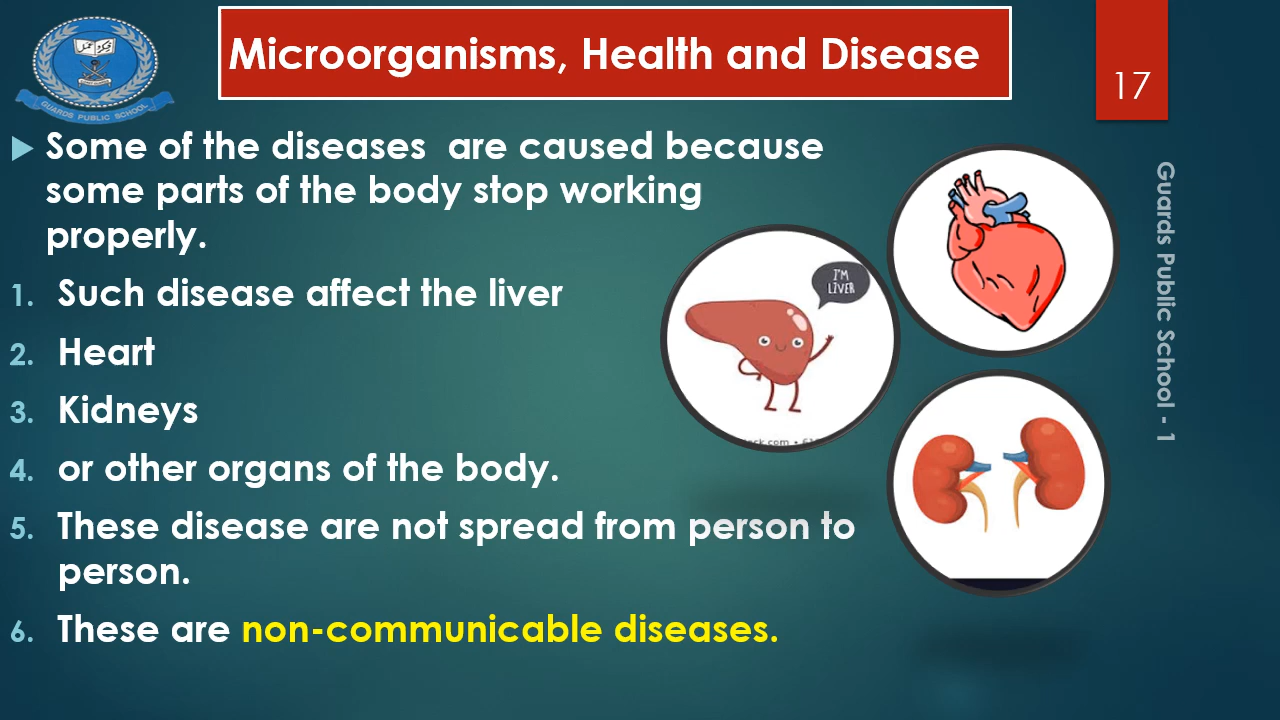 Microorganisms, Health and Disease
17
GUARDS PUBLIC SCHOOL
Some of the diseases are caused because
some parts of the body stop working
properly.
1. Such disease affect the liver
2. Heart
3. Kidneys
4. or other organs of the body.
5. These disease are not spread from person to
person.
6. These are non-communicable diseases.
I'M
LIVER
Guards Public School - 1